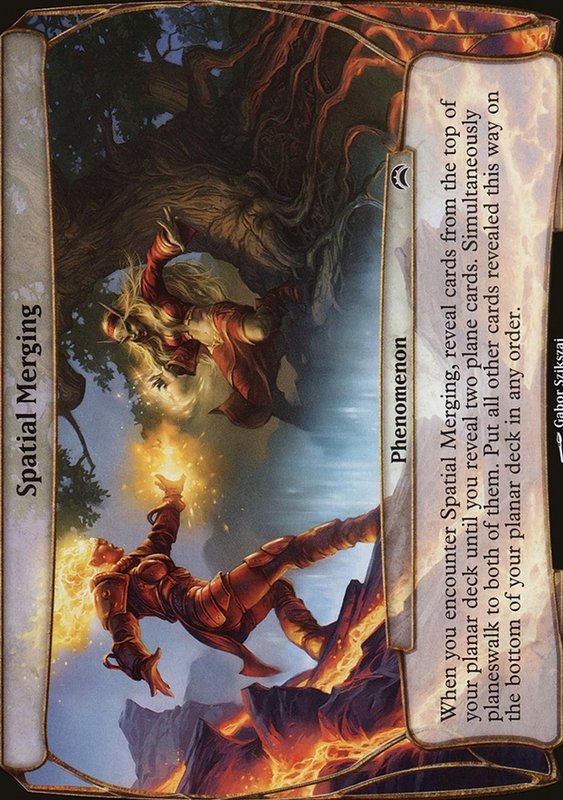 Spatial Merging
Phenomenon
When you encounter Spatial Merging, reveal cards from the top of
your planar deck until you reveal two plane cards. Simultaneously
planeswalk to both of them. Put all other cards revealed this way on
the bottom of your planar deck in any order.
Gabor Szikszai